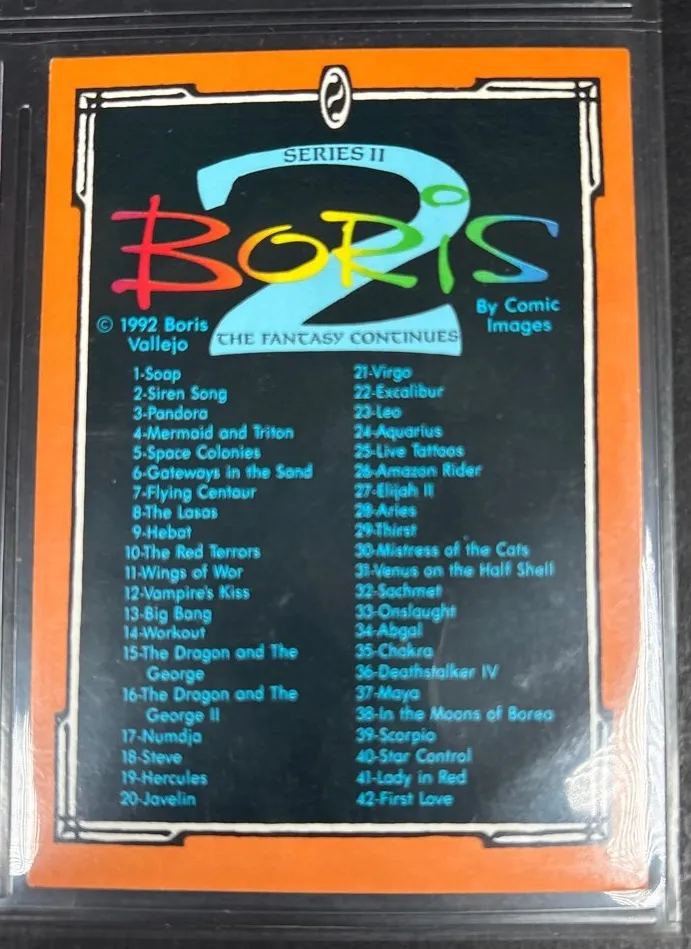 SERIES II
BORIS
2
© 1992 Boris
Vallejo
By Comic
Images
THE FANTASY CONTINUES
1-Soap
2-Siren Song
3-Pandora
4-Mermaid and Triton
5-Space Colonies
6-Gateways in the Sand
7-Flying Centaur
8-The Lasas
9-Hebat
10-The Red Terrors
11-Wings of Wor
12-Vampire's Kiss
13-Big Bang
14-Workout
15-The Dragon and The
George
16-The Dragon and The
George II
17-Numdja
18-Steve
19-Hercules
20-Javelin
21-Virgo
22-Excalibur
23-Leo
24-Aquarius
25-Live Tattoos
26-Amazon Rider
27-Elijah II
28-Aries
29-Thirst
30-Mistress of the Cats
31-Venus on the Half Shell
32-Sachmet
33-Onslaught
34-Abgal
35-Chakra
36-Deathstalker IV
37-Maya
38-In the Moons of Borea
39-Scorpio
40-Star Control
41-Lady in Red
42-First Love